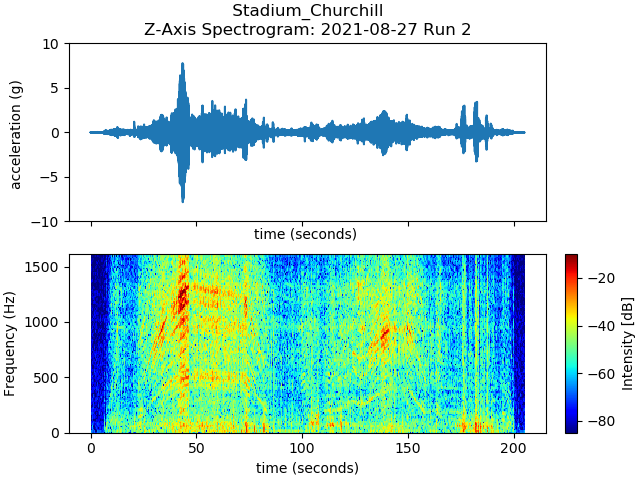 Stadium_Churchill
Z-Axis Spectrogram: 2021-08-27 Run 2
10
5
0
−5
−10
acceleration (g)
time (seconds)
1500
1000
500
0
Frequency (Hz)
0 50 100 150 200
time (seconds)
−20
−40
−60
−80
Intensity [dB]